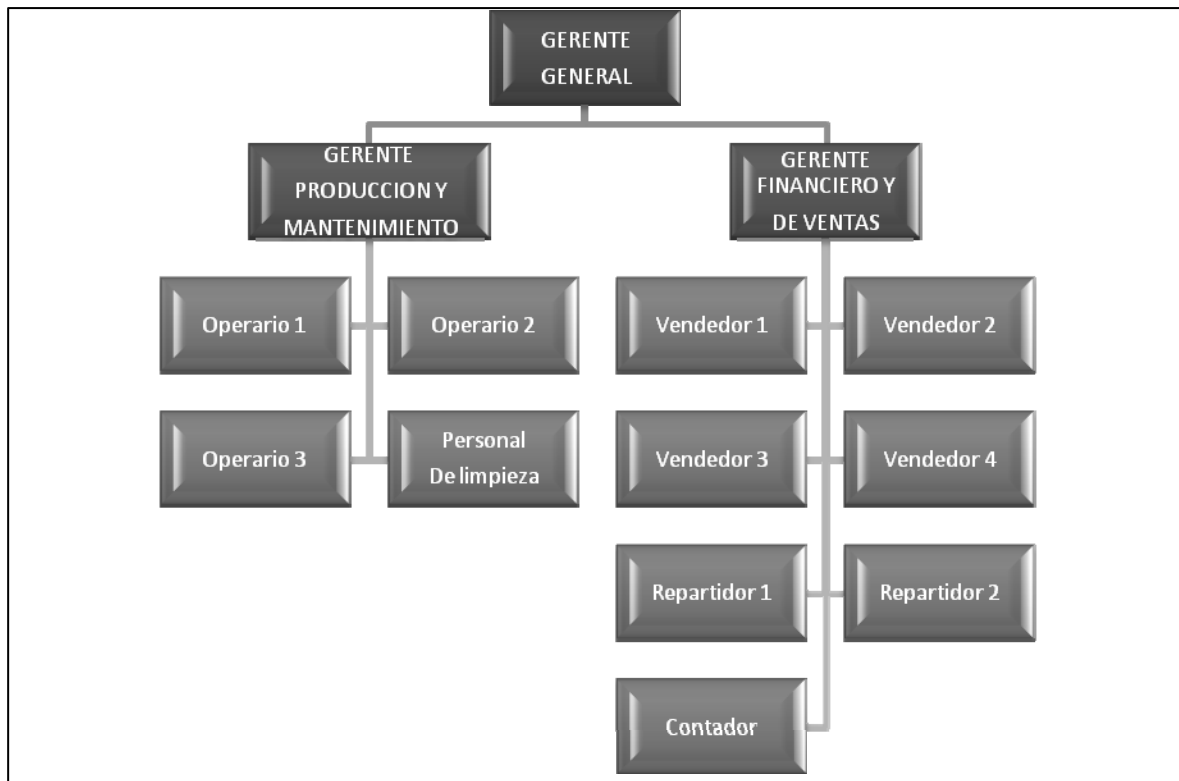 GERENTE
GENERAL
GERENTE
PRODUCCION Y
MANTENIMIENTO
GERENTE
FINANCIERO Y
DE VENTAS
Operario 1
Operario 2
Operario 3
Personal
De limpieza
Vendedor 1
Vendedor 2
Vendedor 3
Vendedor 4
Repartidor 1
Repartidor 2
Contador